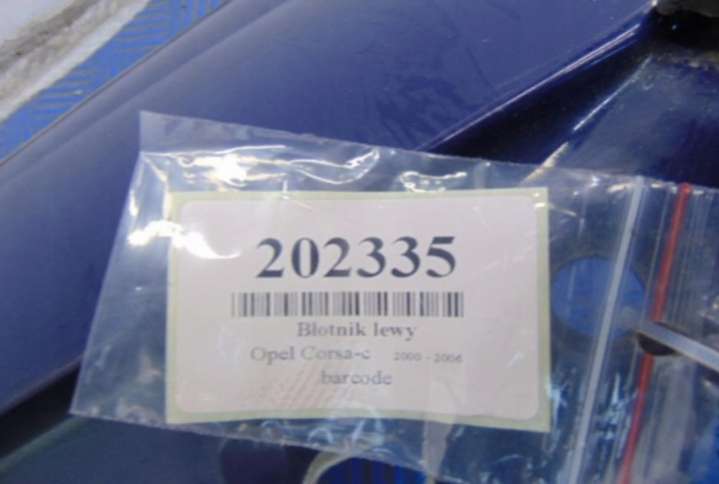 202335
Błotnik lewy
Opel Corsa-c 2000 - 2006
barcode